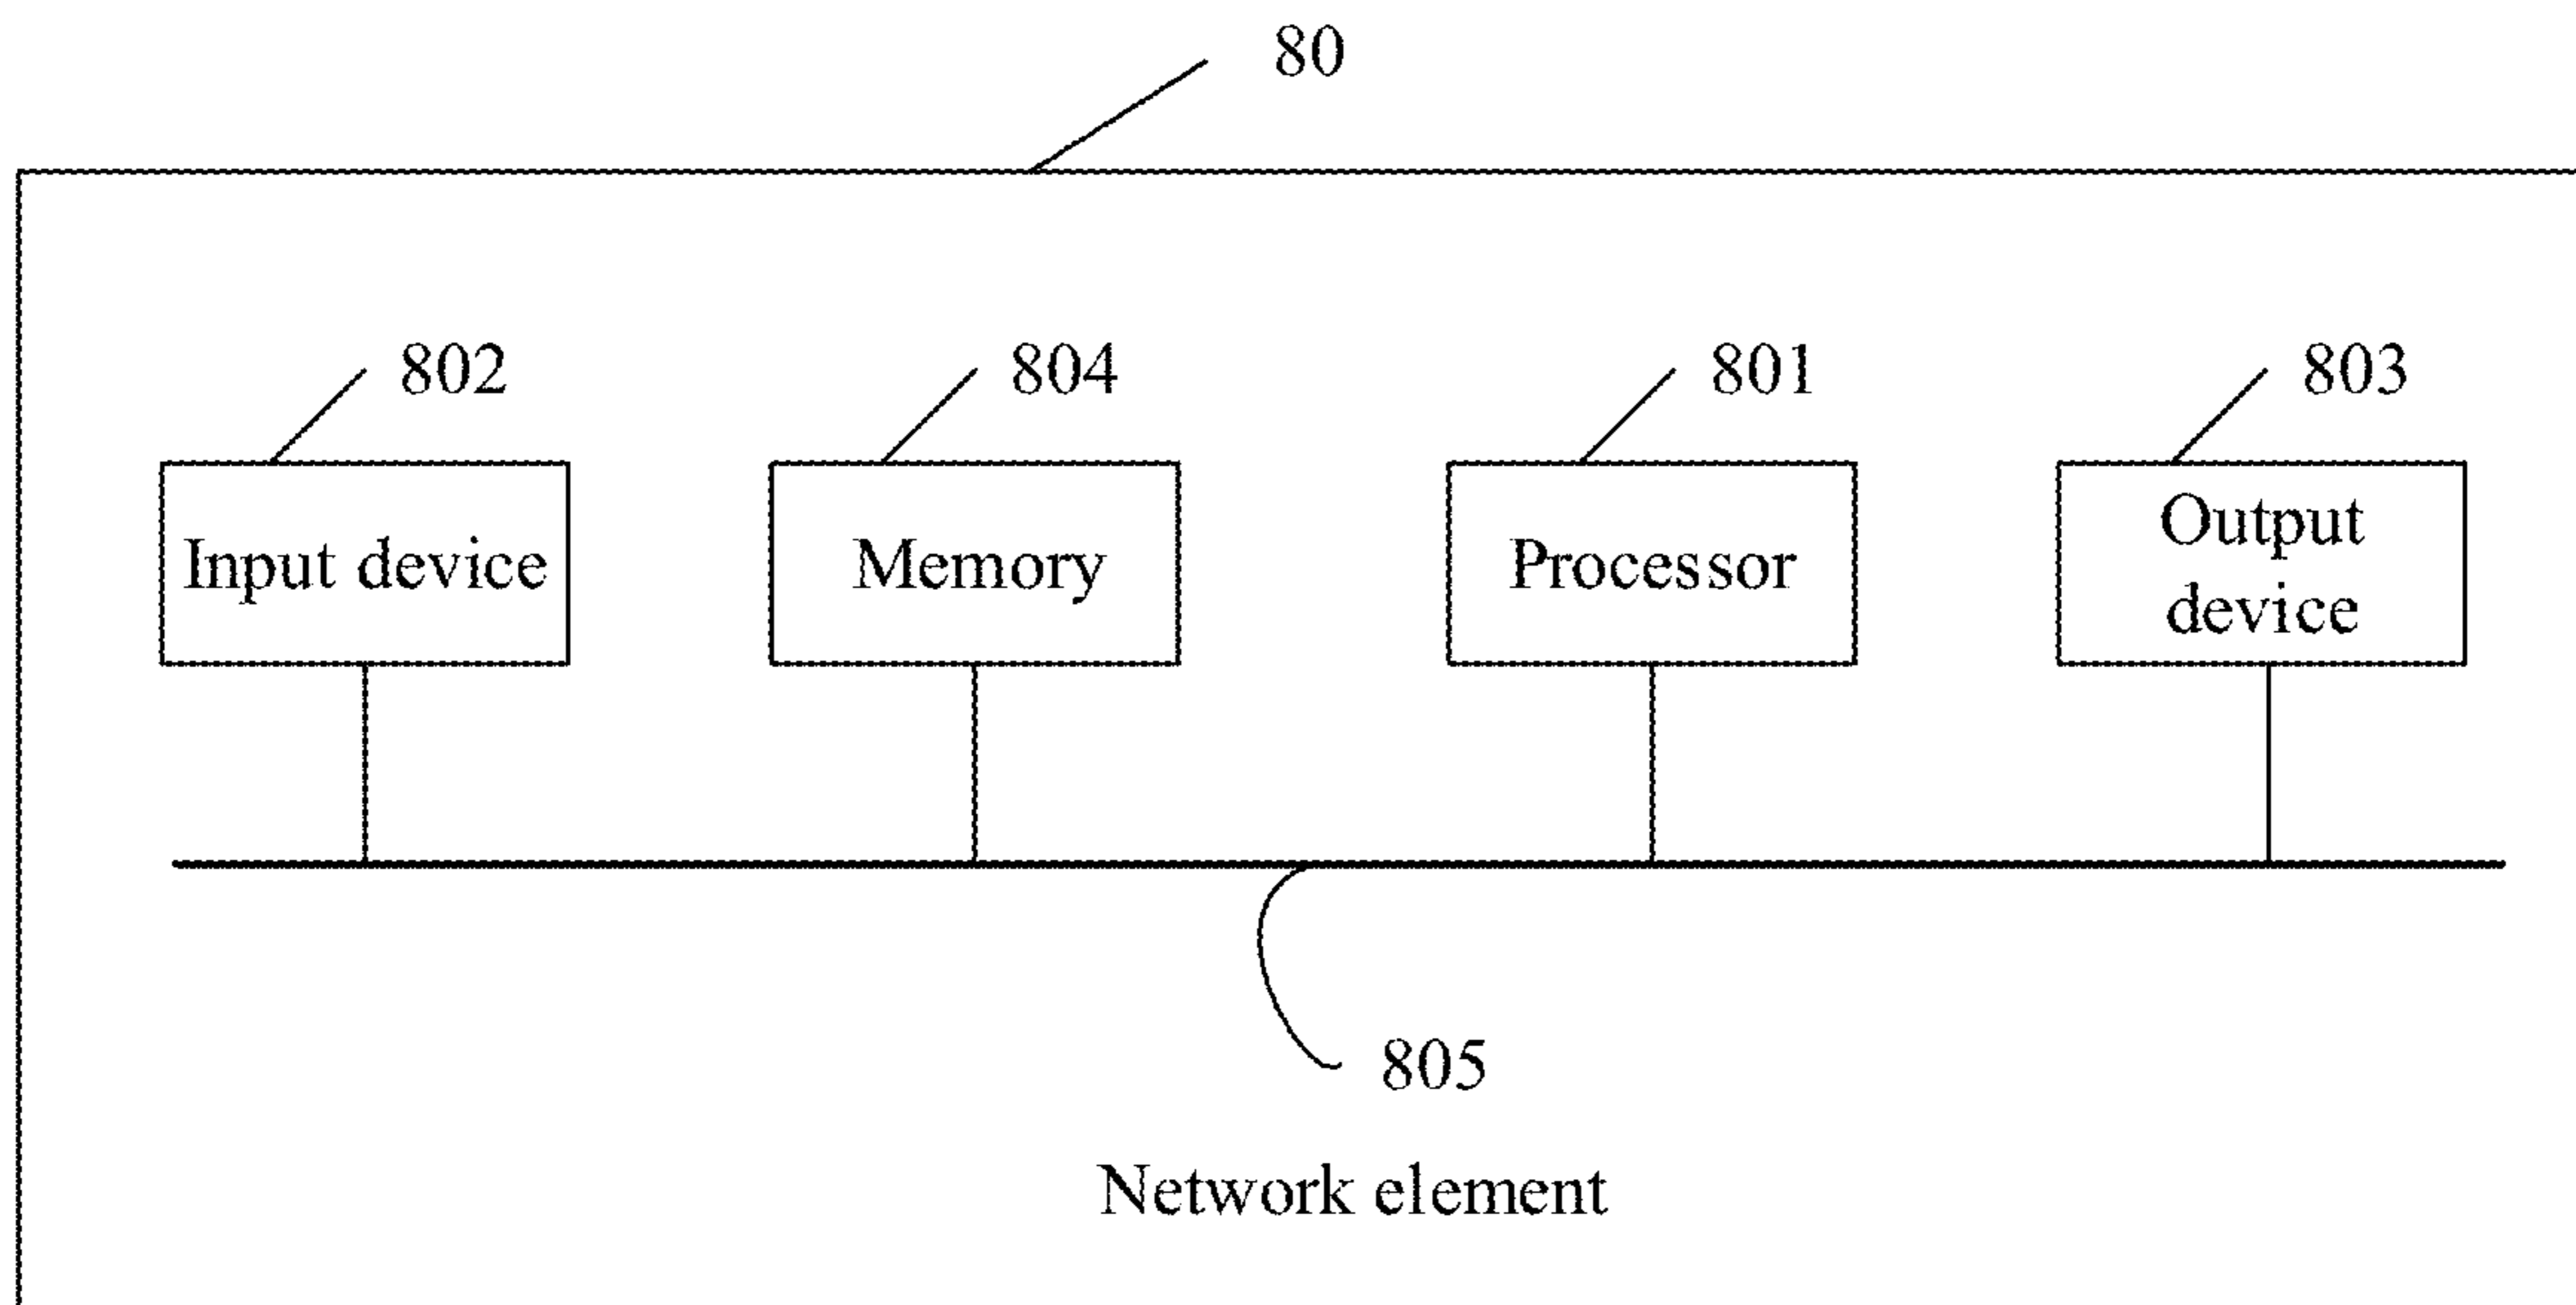 80
802
804
801
803
Input device
Memory
Processor
Output
device
805
Network element